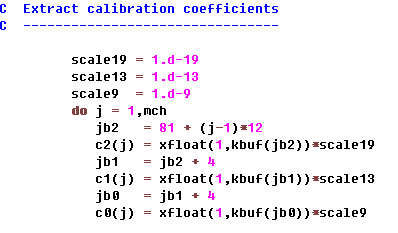 C  Extract calibration coefficients
C  --------------------------------
scale19 = 1.d-19
scale13 = 1.d-13
scale9  = 1.d-9
do j = 1,mch
jb2   = 81 + (j-1)*12
c2(j) = xfloat(1,kbuf(jb2))*scale19
jb1   = jb2 + 4
c1(j) = xfloat(1,kbuf(jb1))*scale13
jb0   = jb1 + 4
c0(j) = xfloat(1,kbuf(jb0))*scale9